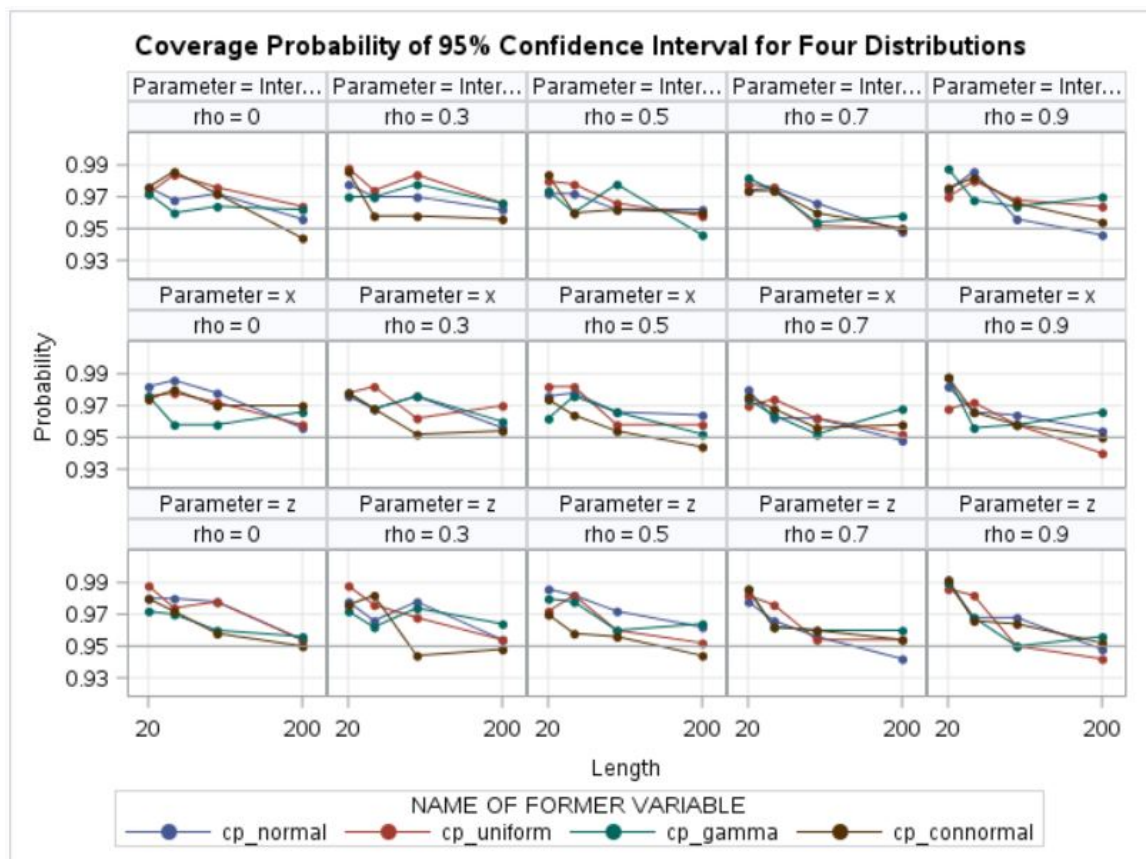 Coverage Probability of 95% Confidence Interval for Four Distributions
Parameter = Inter... Parameter = Inter... Parameter = Inter... Parameter = Inter... Parameter = Inter...
rho = 0 rho = 0.3 rho = 0.5 rho = 0.7 rho = 0.9
0.99
0.97
0.95
0.93
Parameter = x Parameter = x Parameter = x Parameter = x Parameter = x
rho = 0 rho = 0.3 rho = 0.5 rho = 0.7 rho = 0.9
Probability
0.99
0.97
0.95
0.93
Parameter = z Parameter = z Parameter = z Parameter = z Parameter = z
rho = 0 rho = 0.3 rho = 0.5 rho = 0.7 rho = 0.9
0.99
0.97
0.95
0.93
20 200 20 200 20 200 20 200 20 200
Length
NAME OF FORMER VARIABLE
cp_normal cp_uniform cp_gamma cp_connormal